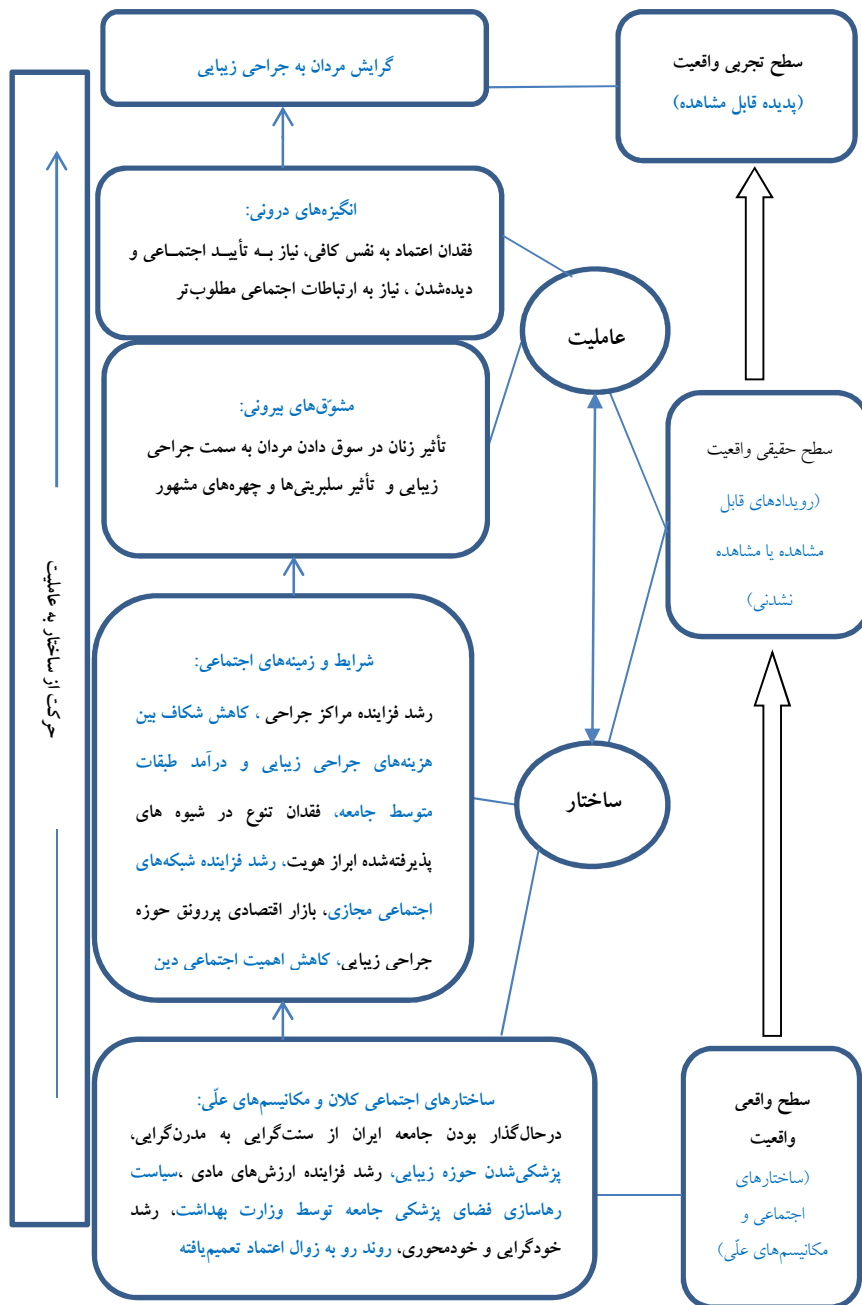 گرایش مردان به جراحی زیبایی
سطح تجربی واقعیت
(پدیده قابل مشاهده)
انگیزه‌های درونی:
فقدان اعتماد به نفس کافی، نیاز بــه تأییــد اجتمــاعی و
دیده‌شدن ، نیاز به ارتباطات اجتماعی مطلوب‌تر
عاملیت
مشوّق‌های بیرونی:
تأثیر زنان در سوق دادن مردان به سمت جراحی
زیبایی و تأثیر سلبریتی‌ها و چهره‌های مشهور
سطح حقیقی واقعیت
(رویدادهای قابل
مشاهده یا مشاهده
نشدنی)
حرکت از ساختار به عاملیت
شرایط و زمینه‌های اجتماعی:
رشد فزاینده مراکز جراحی ، کاهش شکاف بین
هزینه‌های جراحی زیبایی و درآمد طبقات
متوسط جامعه، فقدان تنوع در شیوه های
پذیرفته‌شده ابراز هویت، رشد فزاینده شبکه‌های
اجتماعی مجازی، بازار اقتصادی پررونق حوزه
جراحی زیبایی، کاهش اهمیت اجتماعی دین
ساختار
ساختارهای اجتماعی کلان و مکانیسم‌های علّی:
درحال‌گذار بودن جامعه ایران از سنت‌گرایی به مدرن‌گرایی،
پزشکی‌شدن حوزه زیبایی، رشد فزاینده ارزش‌های مادی ،سیاست
رهاسازی فضای پزشکی جامعه توسط وزارت بهداشت، رشد
خودگرایی و خودمحوری، روند رو به زوال اعتماد تعمیم‌یافته
سطح واقعی
واقعیت
(ساختارهای
اجتماعی و
مکانیسم‌های علّی)